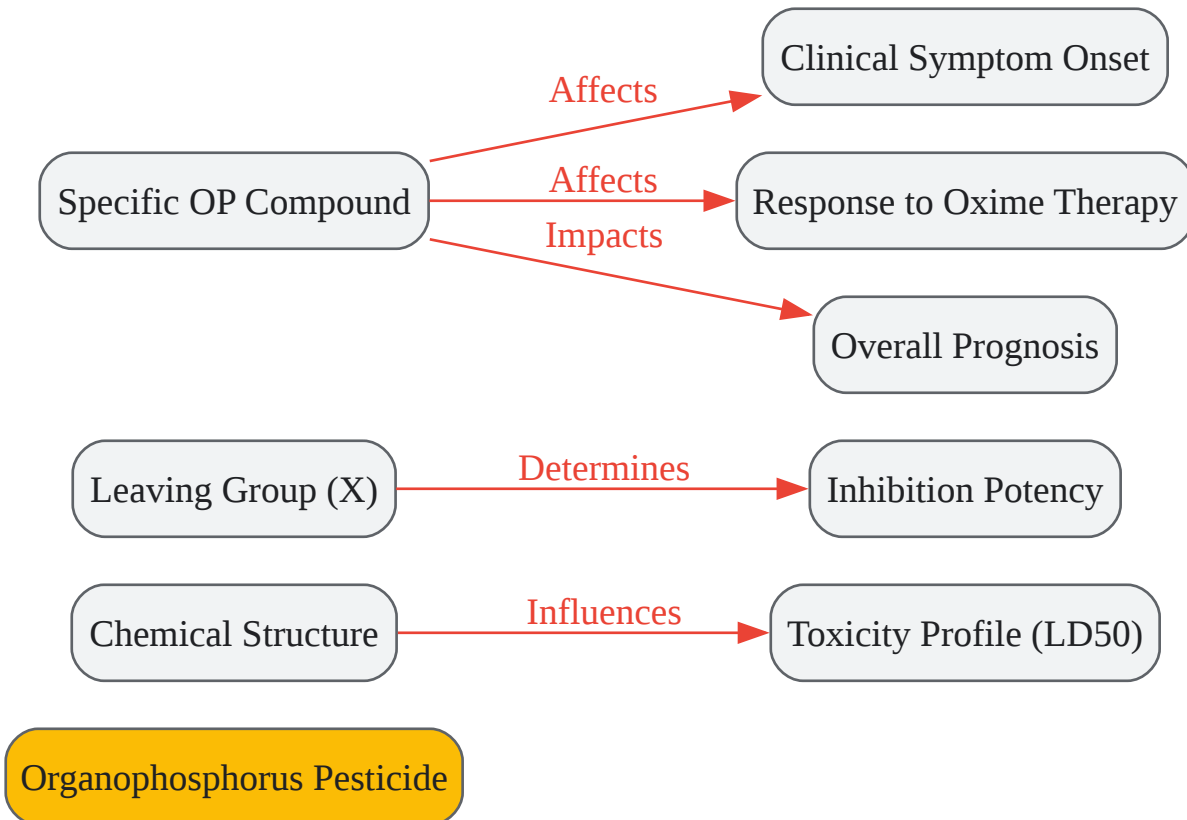 Clinical Symptom Onset
Affects
Specific OP Compound
Affects
Response to Oxime Therapy
Impacts
Overall Prognosis
Leaving Group (X)
Determines
Inhibition Potency
Chemical Structure
Influences
Toxicity Profile (LD50)
Organophosphorus Pesticide